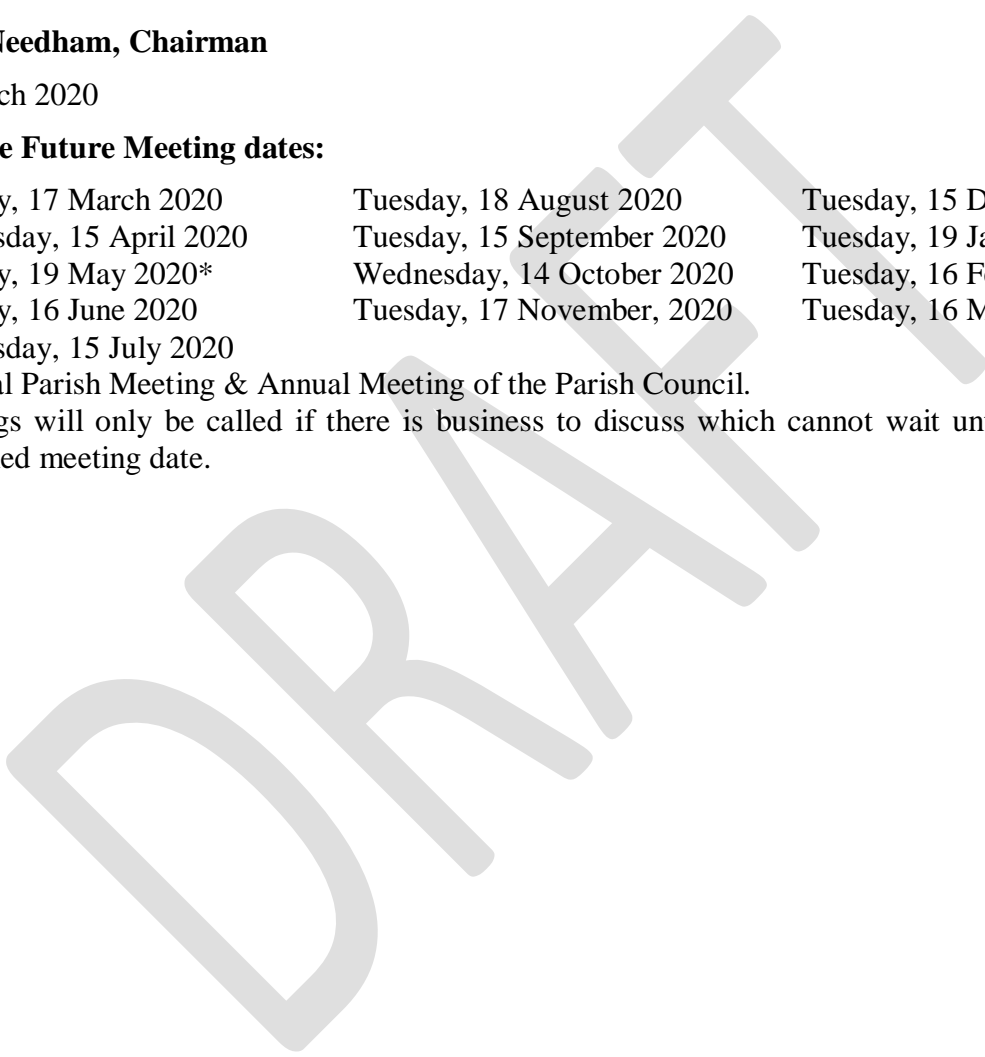 Needham, Chairman
ch 2020
e Future Meeting dates:
y, 17 March 2020 Tuesday, 18 August 2020 Tuesday, 15 D
sday, 15 April 2020 Tuesday, 15 September 2020 Tuesday, 19 Ja
y, 19 May 2020* Wednesday, 14 October 2020 Tuesday, 16 F
y, 16 June 2020 Tuesday, 17 November, 2020 Tuesday, 16 M
sday, 15 July 2020
al Parish Meeting & Annual Meeting of the Parish Council.
gs will only be called if there is business to discuss which cannot wait un
ed meeting date.
DRAFT